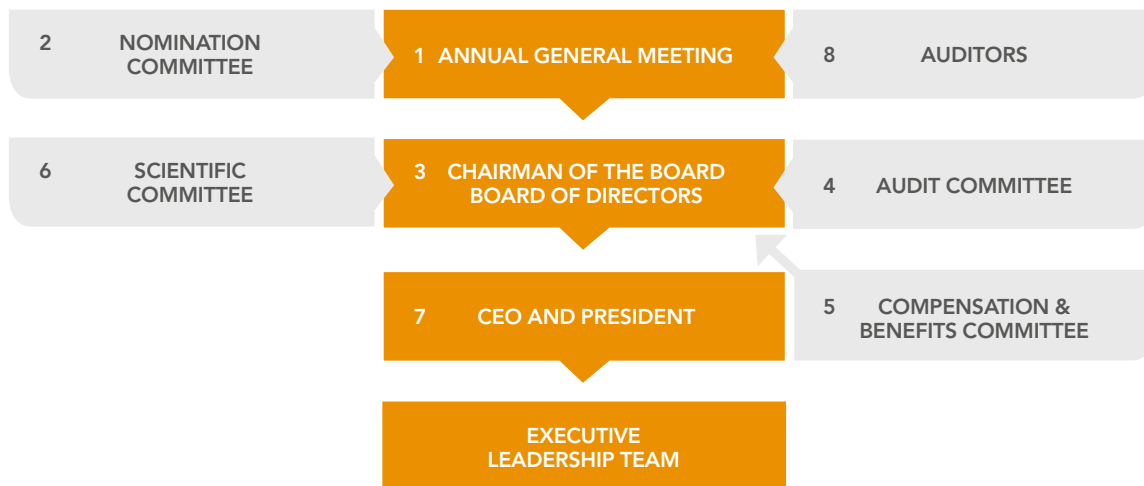 2 NOMINATION
COMMITTEE
1 ANNUAL GENERAL MEETING
8 AUDITORS
6 SCIENTIFIC
COMMITTEE
3 CHAIRMAN OF THE BOARD
BOARD OF DIRECTORS
4 AUDIT COMMITTEE
7 CEO AND PRESIDENT
5 COMPENSATION &
BENEFITS COMMITTEE
EXECUTIVE
LEADERSHIP TEAM